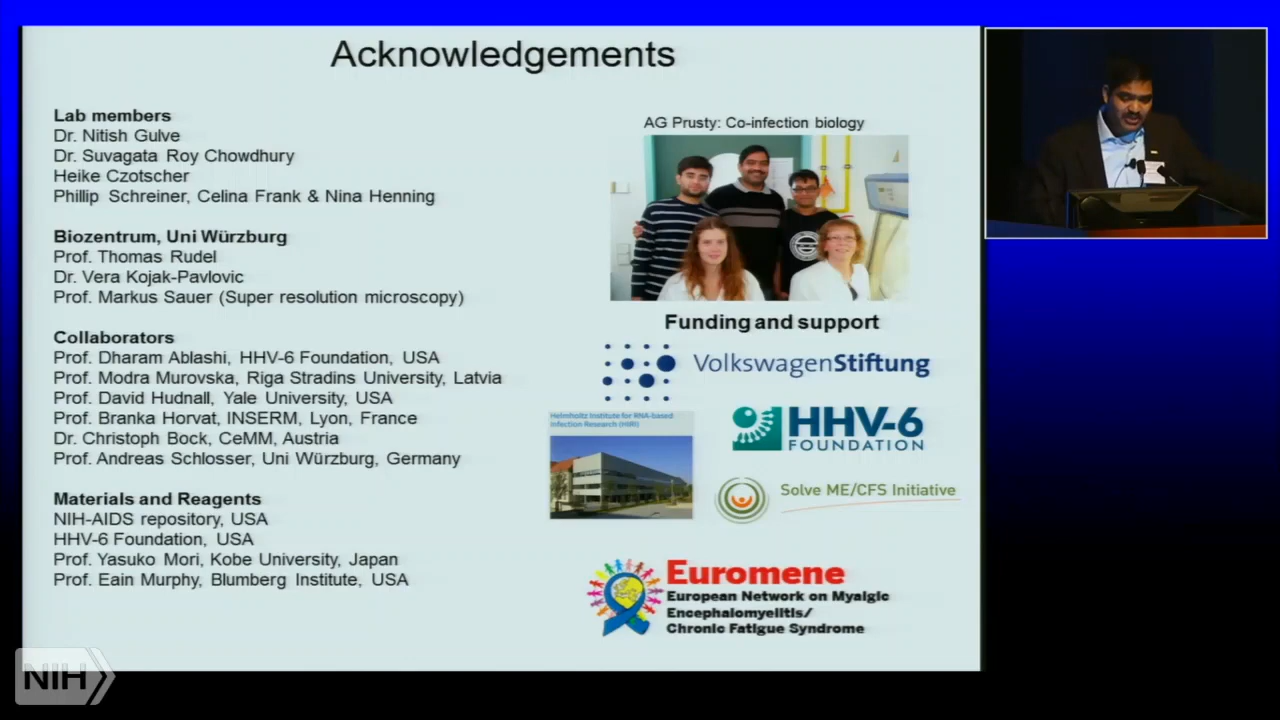 Acknowledgements
Lab members
Dr. Nitish Gulve
Dr. Suvagata Roy Chowdhury
Heike Czotscher
Phillip Schreiner, Celina Frank & Nina Henning
Biozentrum, Uni Würzburg
Prof. Thomas Rudel
Dr. Vera Kojak-Pavlovic
Prof. Markus Sauer (Super resolution microscopy)
Collaborators
Prof. Dharam Ablashi, HHV-6 Foundation, USA
Prof. Modra Murovska, Riga Stradins University, Latvia
Prof. David Hudnall, Yale University, USA
Prof. Branka Horvat, INSERM, Lyon, France
Dr. Christoph Bock, CeMM, Austria
Prof. Andreas Schlosser, Uni Würzburg, Germany
Materials and Reagents
NIH-AIDS repository, USA
HHV-6 Foundation, USA
Prof. Yasuko Mori, Kobe University, Japan
Prof. Eain Murphy, Blumberg Institute, USA
AG Prusty: Co-infection biology
Funding and support
VolkswagenStiftung
Helmholtz Institute for RNA-based
Infection Research (HIRI)
HHV-6
FOUNDATION
Solve ME/CFS Initiative
Euromene
European Network on Myalgic
Encephalomyelitis/
Chronic Fatigue Syndrome
NIH